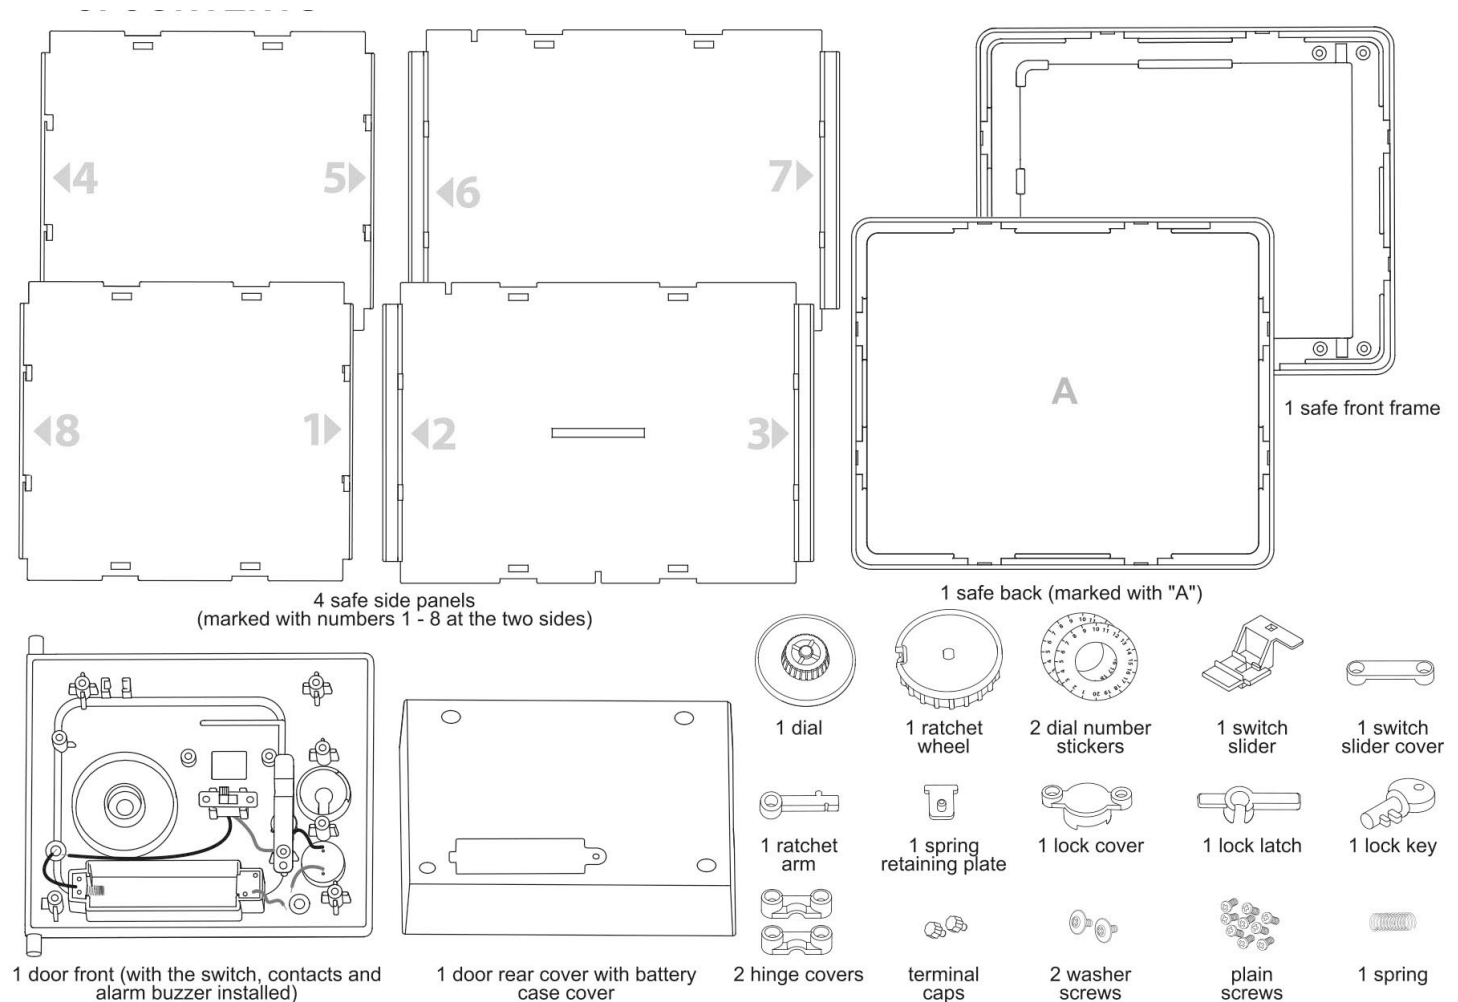 4
5
6
7
8
1
2
3
A
1 safe front frame
4 safe side panels
(marked with numbers 1 - 8 at the two sides)
1 safe back (marked with "A")
1 dial
1 ratchet
wheel
2 dial number
stickers
1 switch
slider
1 switch
slider cover
1 ratchet
arm
1 spring
retaining plate
1 lock cover
1 lock latch
1 lock key
1 door front (with the switch, contacts and
alarm buzzer installed)
1 door rear cover with battery
case cover
2 hinge covers
terminal
caps
2 washer
screws
plain
screws
1 spring